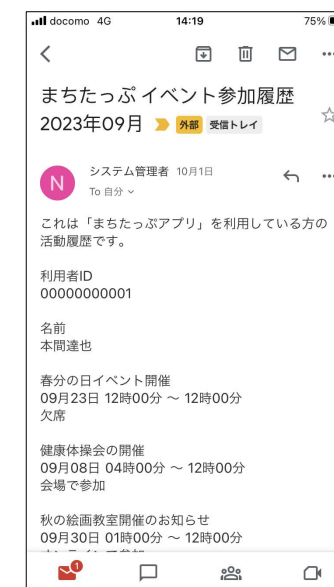 docomo 4G 14:19 75%
まちたっぷ イベント参加履歴
2023年09月 外部 受信トレイ
N システム管理者 10月1日
To 自分
これは「まちたっぷアプリ」を利用している方の
活動履歴です。
利用者ID
00000000001
名前
本間達也
春分の日イベント開催
09月23日 12時00分 〜 12時00分
欠席
健康体操会の開催
09月08日 04時00分 〜 12時00分
会場で参加
秋の絵画教室開催のお知らせ
09月30日 01時00分 〜 12時00分
1